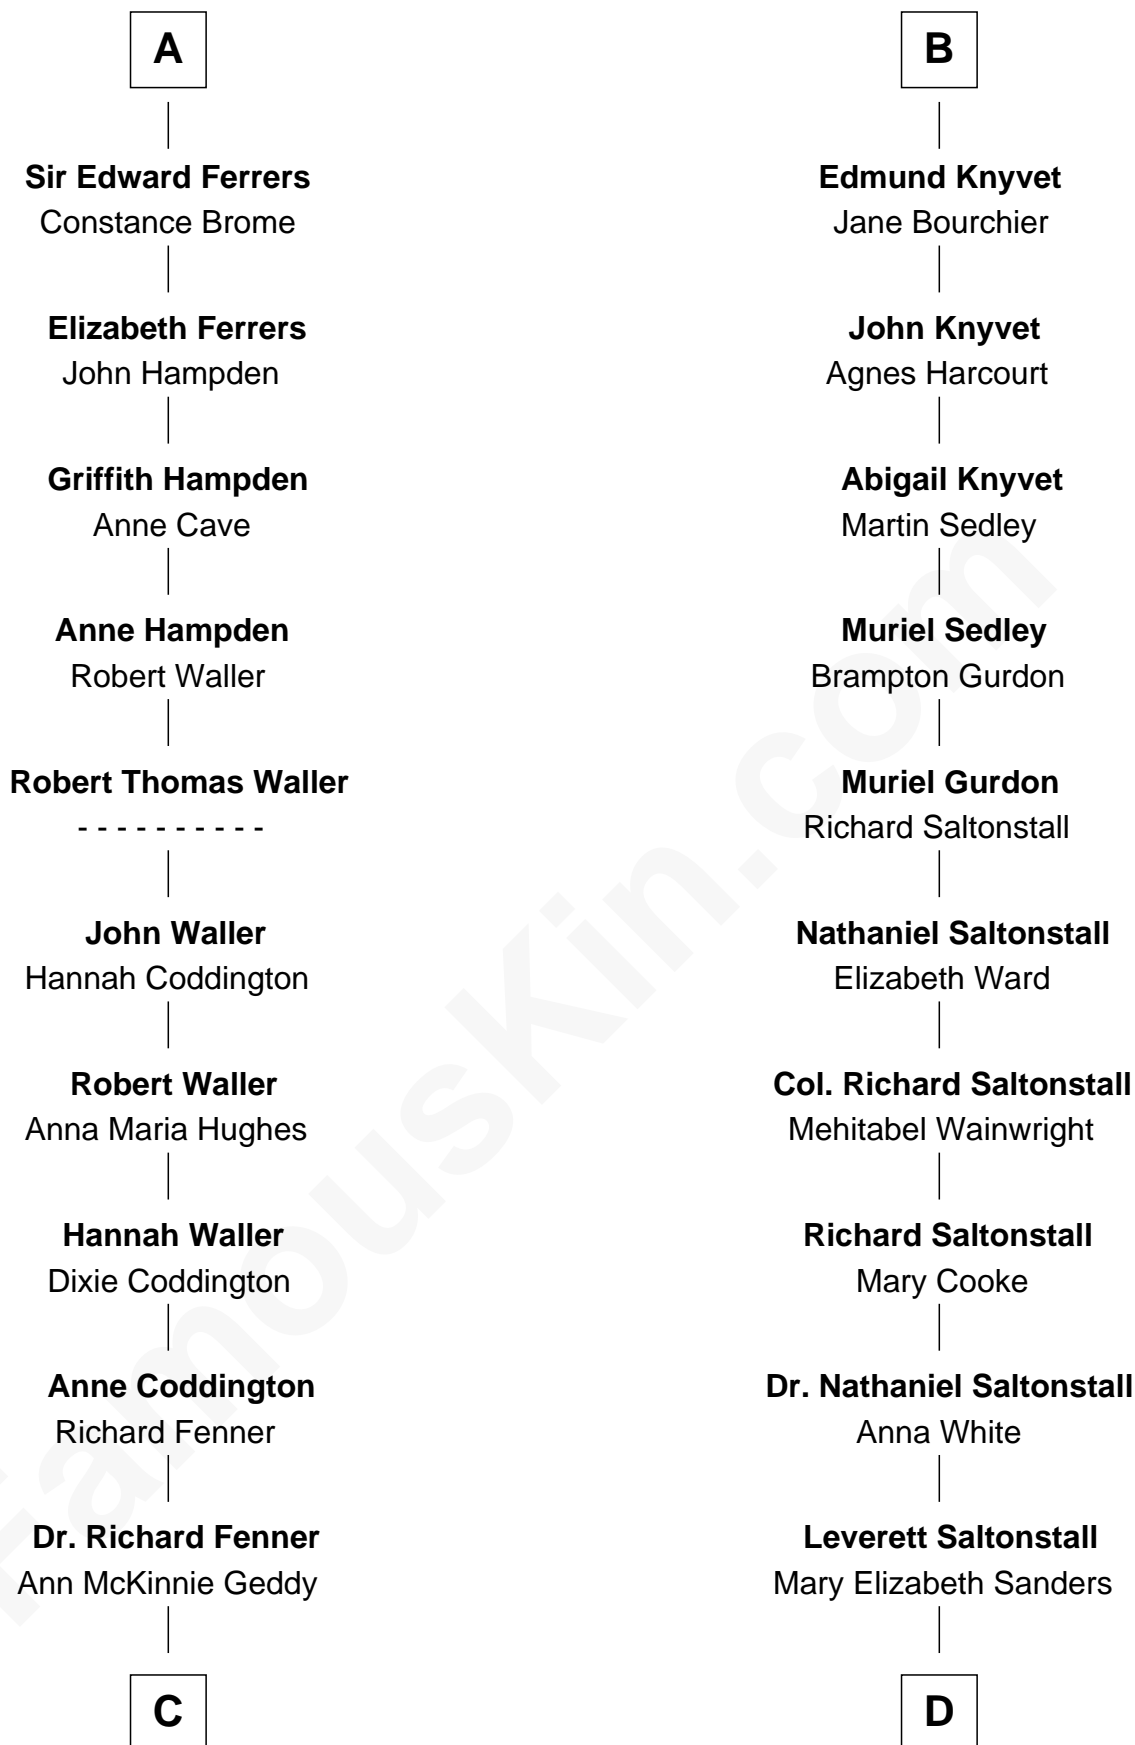 A
Sir Edward Ferrers
Constance Brome
Elizabeth Ferrers
John Hampden
Griffith Hampden
Anne Cave
Anne Hampden
Robert Waller
Robert Thomas Waller
- - - - - - - - - -
John Waller
Hannah Coddington
Robert Waller
Anna Maria Hughes
Hannah Waller
Dixie Coddington
Anne Coddington
Richard Fenner
Dr. Richard Fenner
Ann McKinnie Geddy
C
B
Edmund Knyvet
Jane Bourchier
John Knyvet
Agnes Harcourt
Abigail Knyvet
Martin Sedley
Muriel Sedley
Brampton Gurdon
Muriel Gurdon
Richard Saltonstall
Nathaniel Saltonstall
Elizabeth Ward
Col. Richard Saltonstall
Mehitabel Wainwright
Richard Saltonstall
Mary Cooke
Dr. Nathaniel Saltonstall
Anna White
Leverett Saltonstall
Mary Elizabeth Sanders
D
FamousKin.com